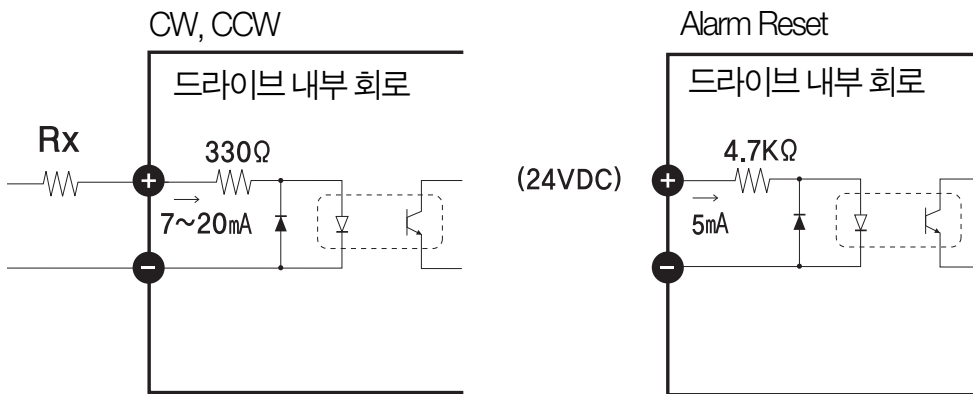 CW, CCW
드라이브 내부 회로
Rx
330Ω
+
7~20mA
−
Alarm Reset
드라이브 내부 회로
(24VDC)
4.7KΩ
+
5mA
−